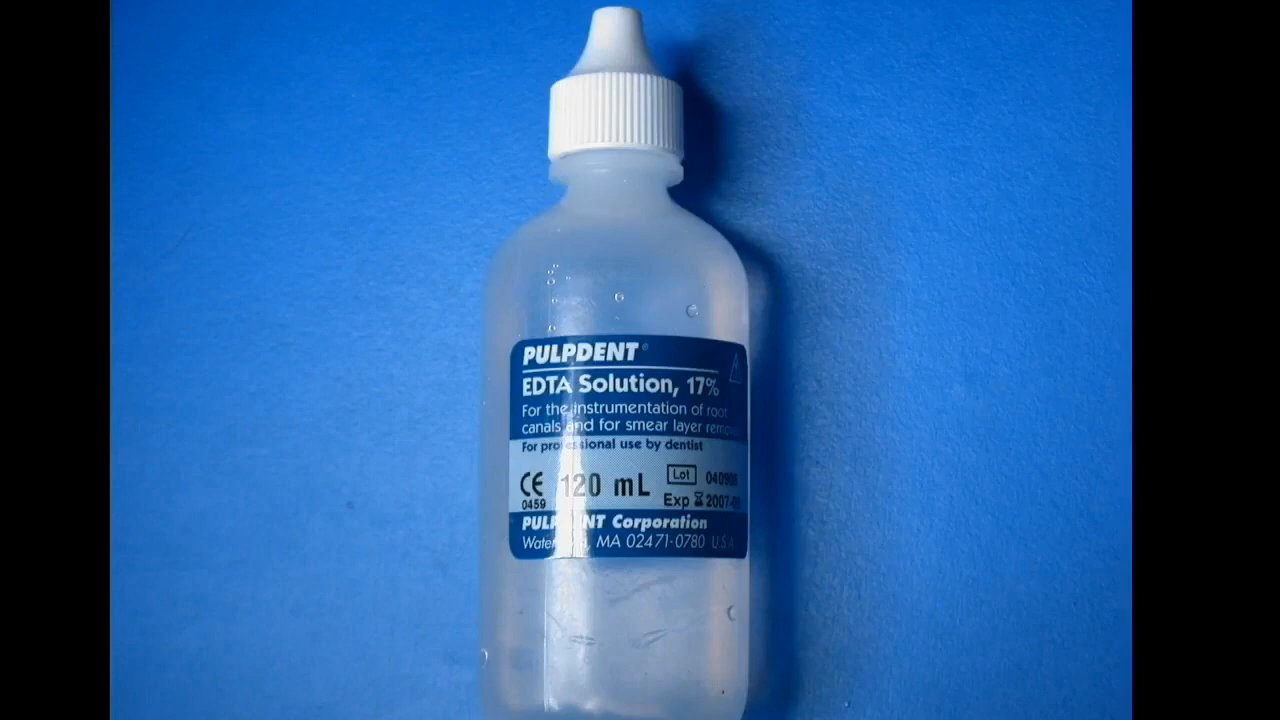 PULPDENT®
EDTA Solution, 17%
For the instrumentation of root
canals and for smear layer
For professional use by dentist
CE 120 mL Lot
0459 Exp
PULPDENT Corporation
MA 02471-0780 U.S.A